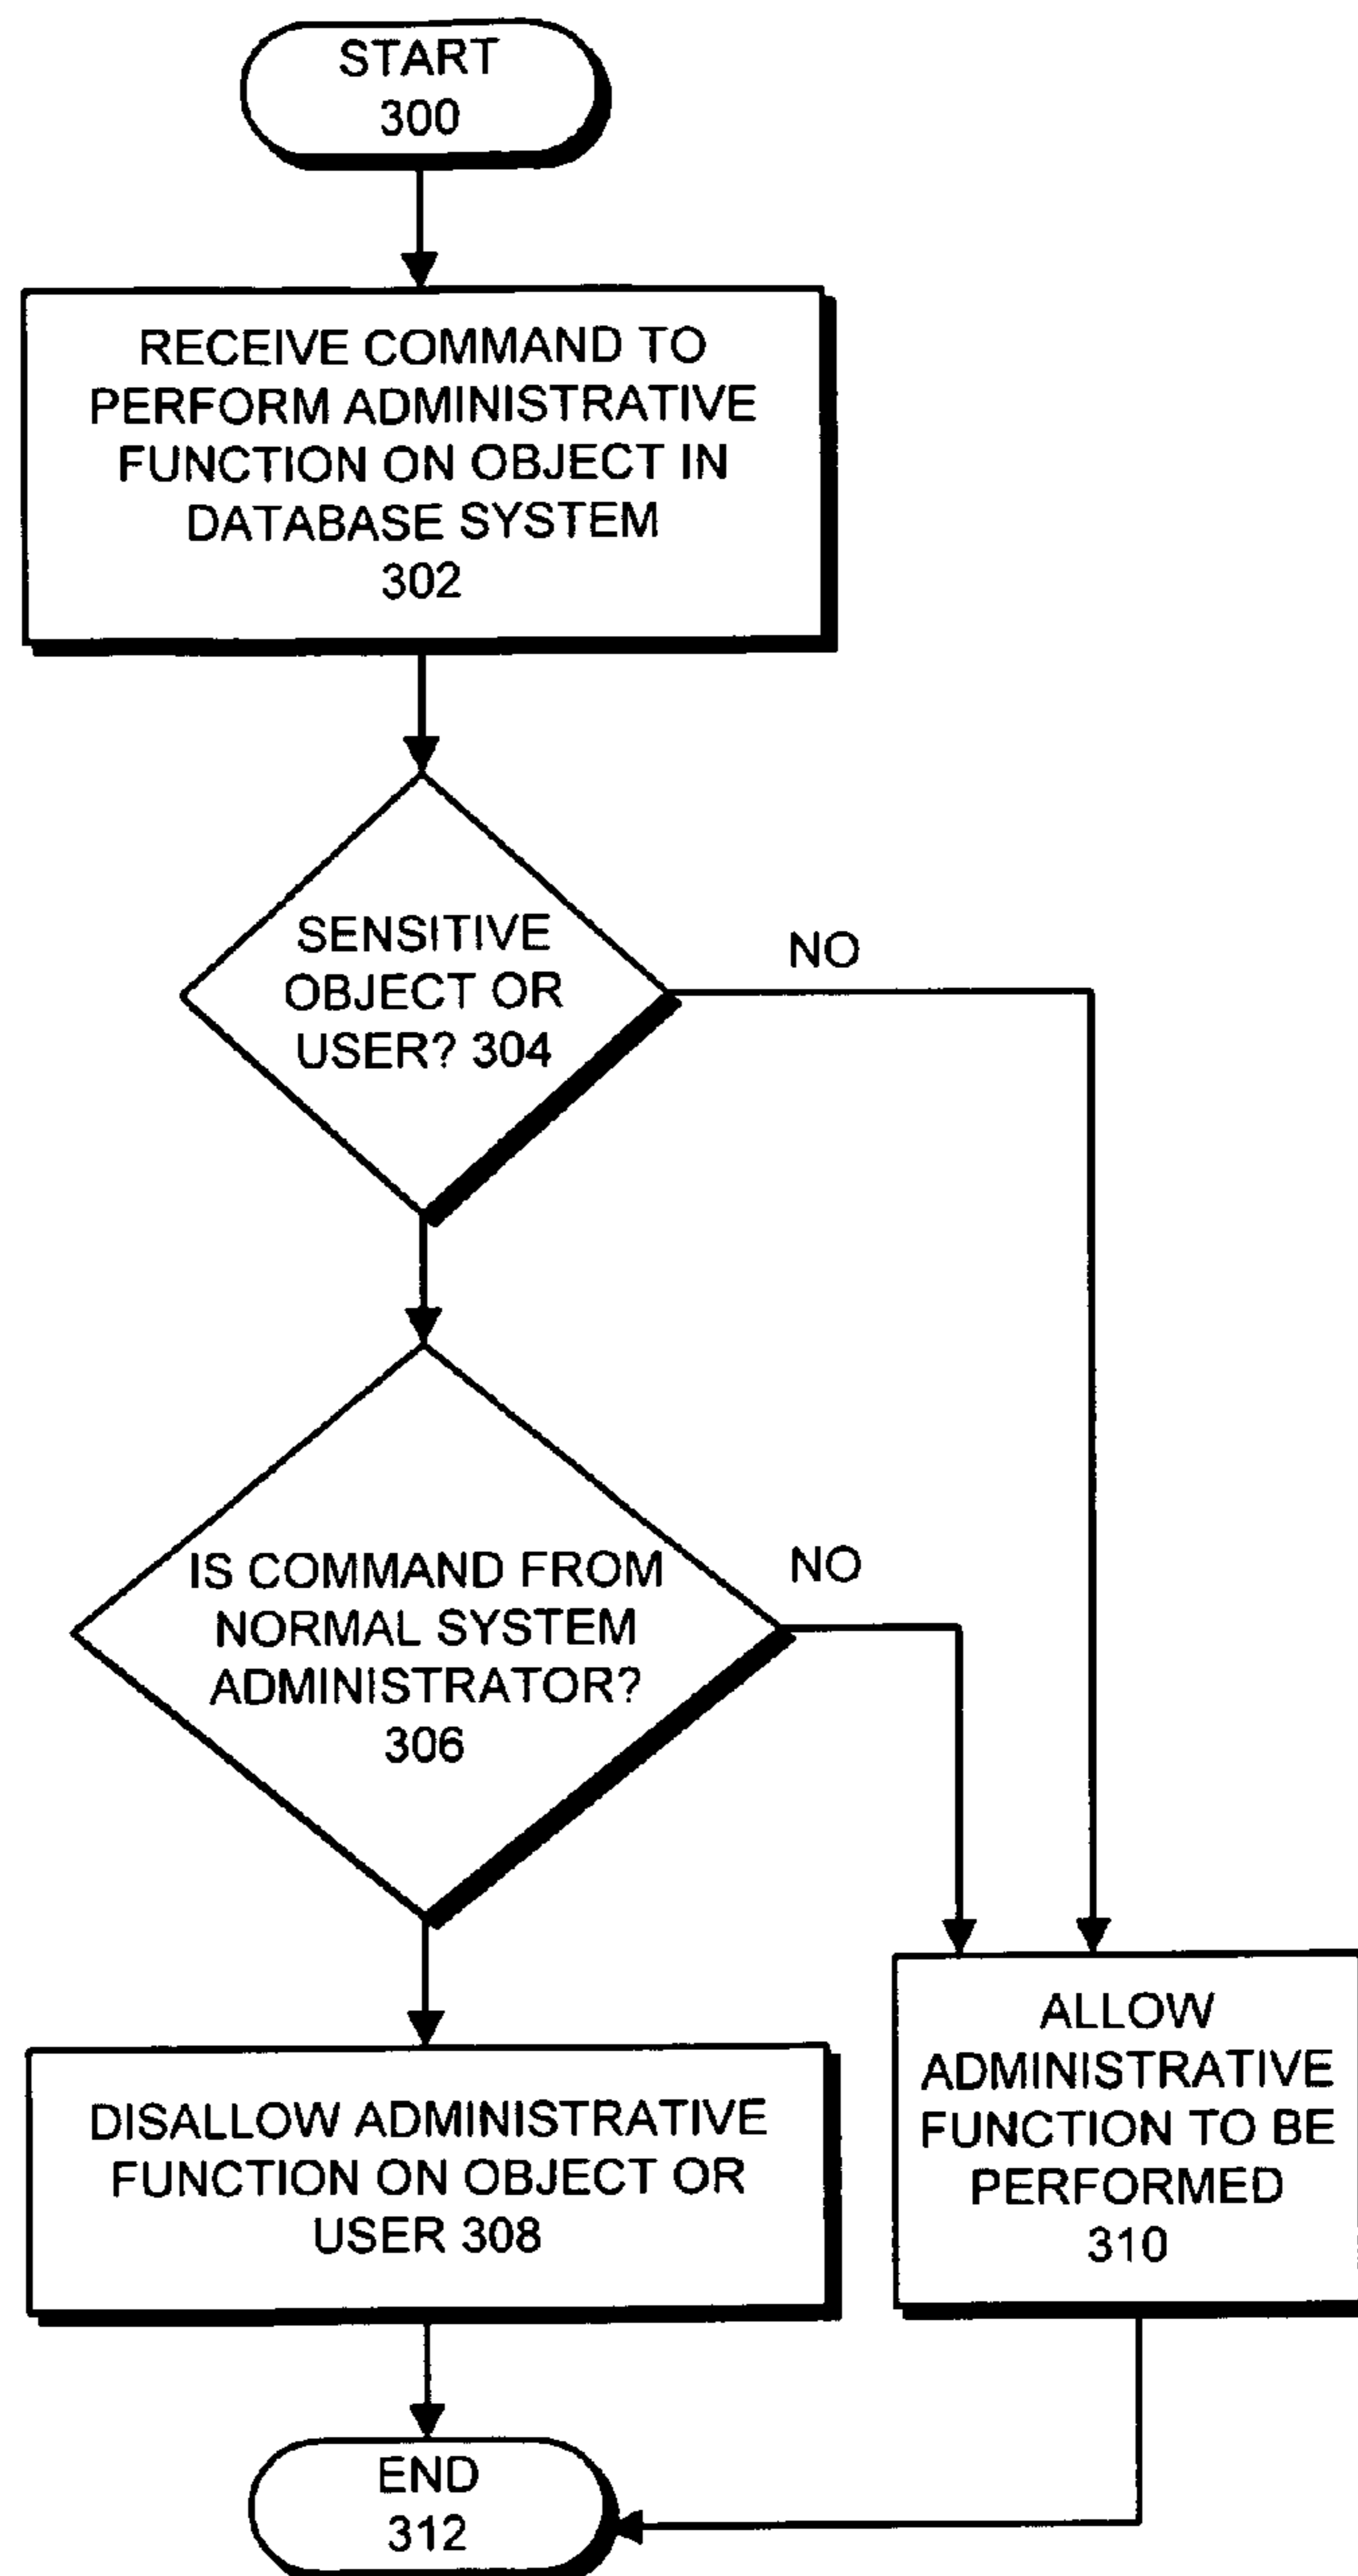 START
300
RECEIVE COMMAND TO
PERFORM ADMINISTRATIVE
FUNCTION ON OBJECT IN
DATABASE SYSTEM
302
SENSITIVE
OBJECT OR
USER? 304
NO
IS COMMAND FROM
NORMAL SYSTEM
ADMINISTRATOR?
306
NO
DISALLOW ADMINISTRATIVE
FUNCTION ON OBJECT OR
USER 308
ALLOW
ADMINISTRATIVE
FUNCTION TO BE
PERFORMED
310
END
312